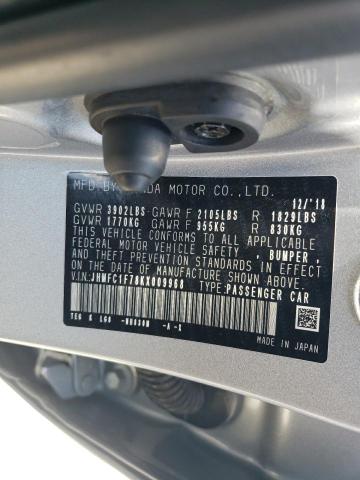 MFD. BY HONDA MOTOR CO., LTD. 12/'18
GVWR 3902LBS GAWR F 2105LBS R 1829LBS
GVWR 1770KG GAWR F 955KG R 830KG
THIS VEHICLE CONFORMS TO ALL APPLICABLE
FEDERAL MOTOR VEHICLE SAFETY, BUMPER,
AND THEFT PREVENTION STANDARDS IN EFFECT
ON THE DATE OF MANUFACTURE SHOWN ABOVE.
V.I.N: JHMFC1F78KX009968 TYPE: PASSENGER CAR
-A-X
MADE IN JAPAN